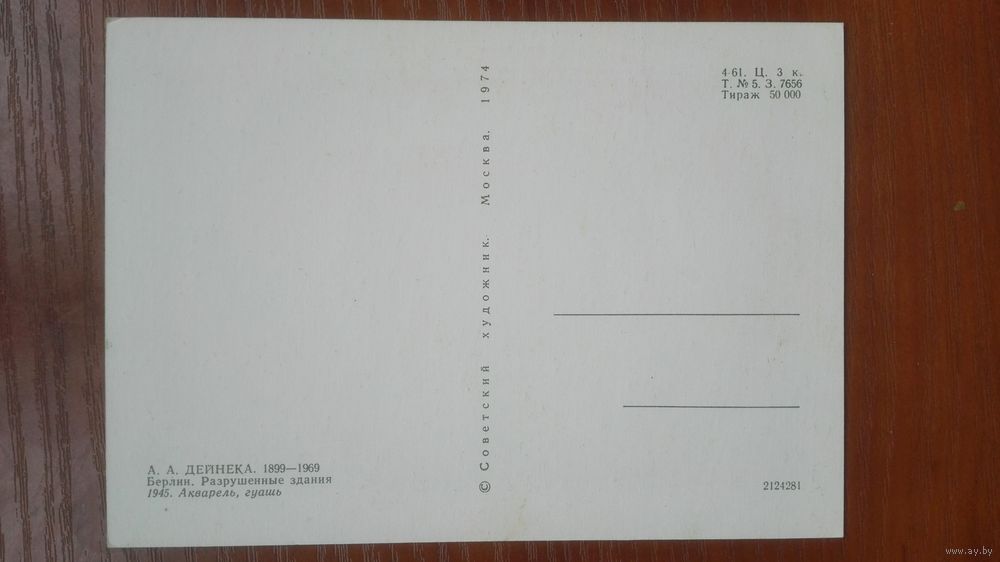 4-61. Ц. 3 к.
Т. № 5. З. 7656
Тираж 50 000
© Советский художник. Москва. 1974
А. А. ДЕЙНЕКА. 1899—1969
Берлин. Разрушенные здания
1945. Акварель, гуашь
2124281
www.ay.by